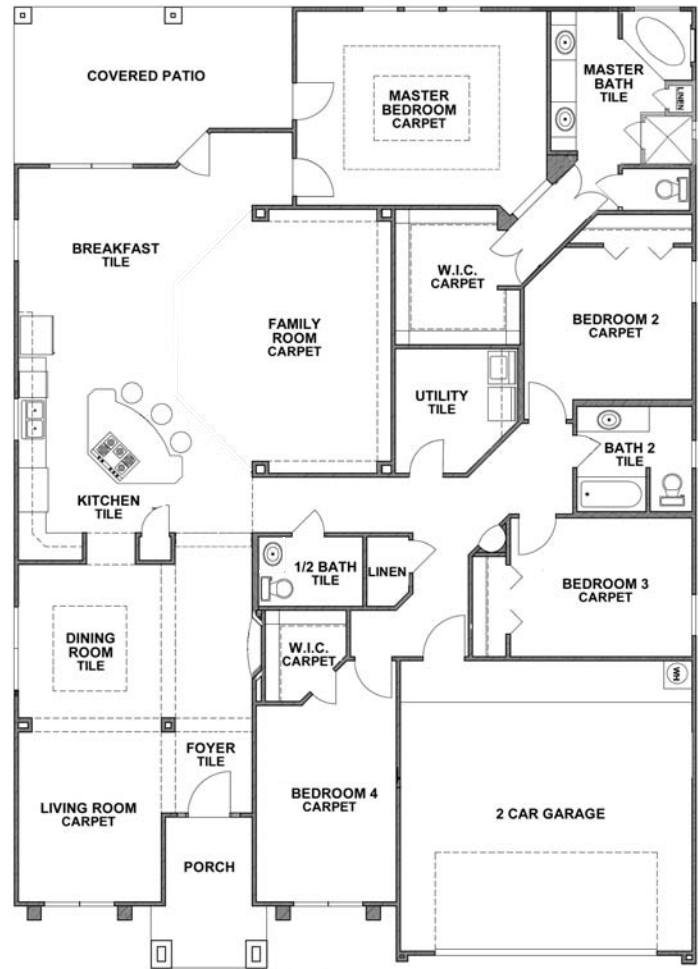 COVERED PATIO
MASTER
BEDROOM
CARPET
MASTER
BATH
TILE
LINEN
BREAKFAST
TILE
W.I.C.
CARPET
BEDROOM 2
CARPET
FAMILY
ROOM
CARPET
UTILITY
TILE
BATH 2
TILE
KITCHEN
TILE
1/2 BATH
TILE
LINEN
BEDROOM 3
CARPET
DINING
ROOM
TILE
W.I.C.
CARPET
WH
FOYER
TILE
LIVING ROOM
CARPET
BEDROOM 4
CARPET
2 CAR GARAGE
PORCH